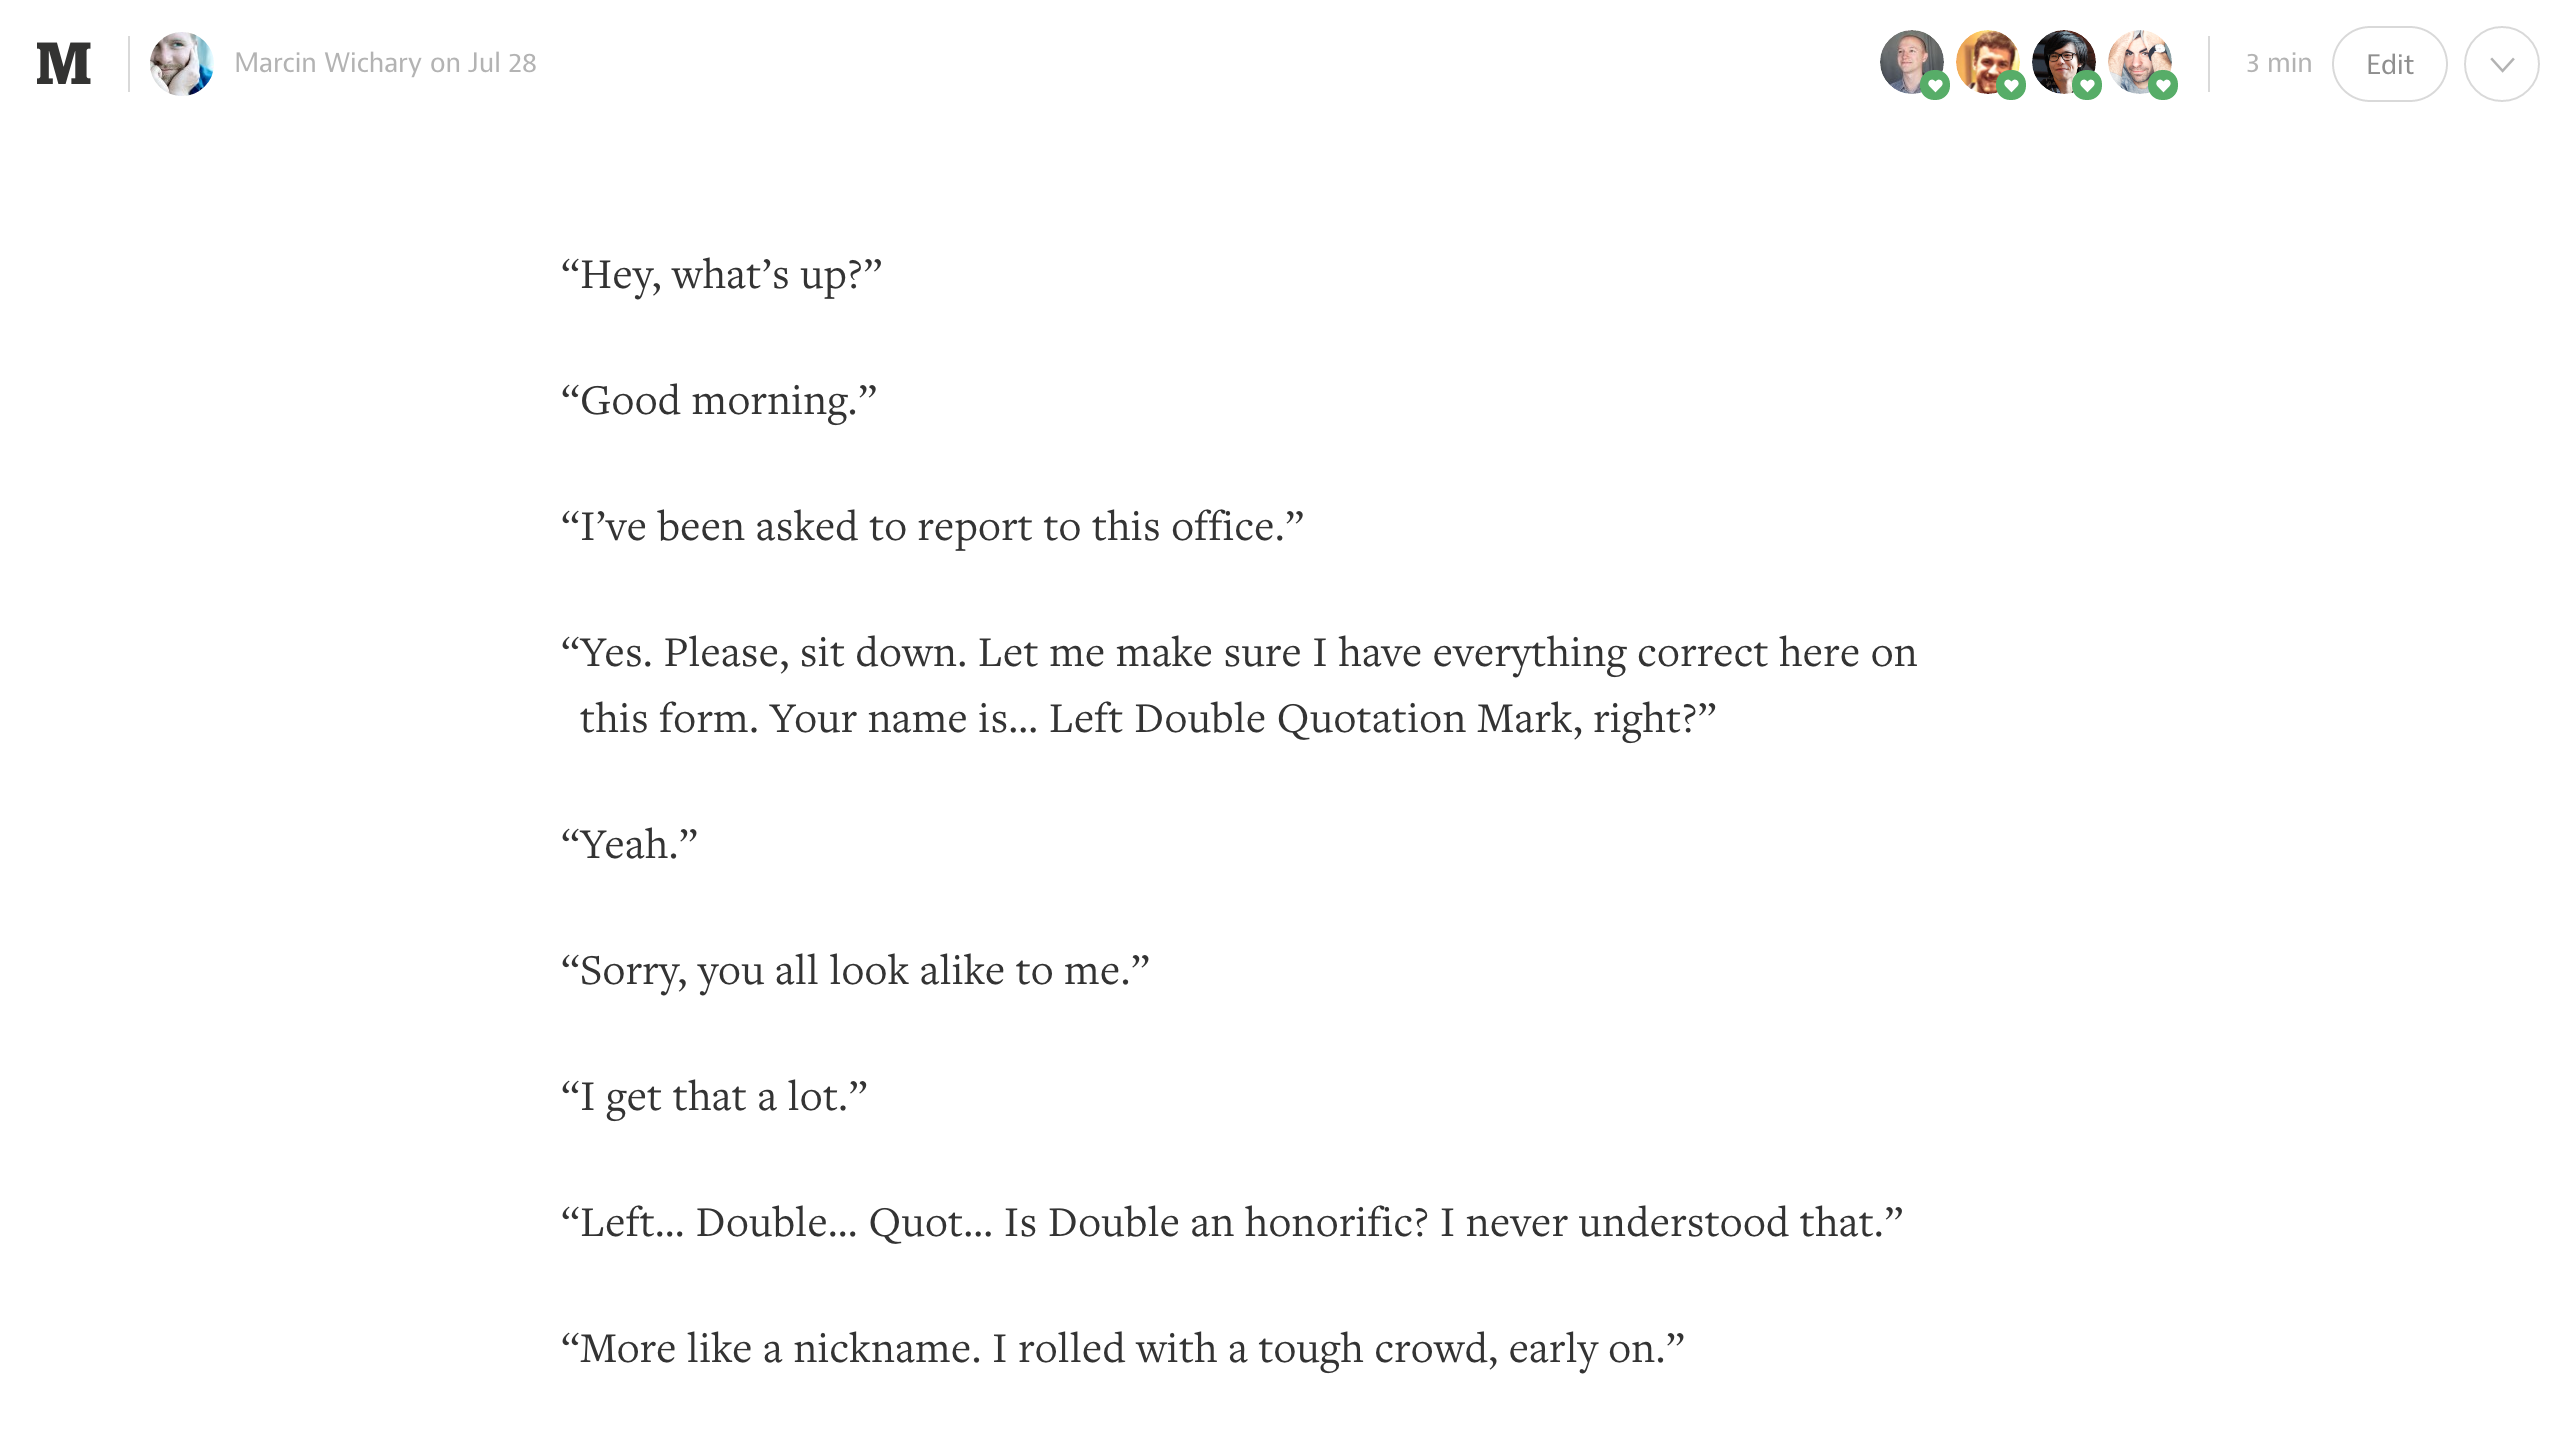 M
Marcin Wichary on Jul 28
3 min
Edit
“Hey, what’s up?”
“Good morning.”
“I’ve been asked to report to this office.”
“Yes. Please, sit down. Let me make sure I have everything correct here on
this form. Your name is… Left Double Quotation Mark, right?”
“Yeah.”
“Sorry, you all look alike to me.”
“I get that a lot.”
“Left… Double… Quot… Is Double an honorific? I never understood that.”
“More like a nickname. I rolled with a tough crowd, early on.”